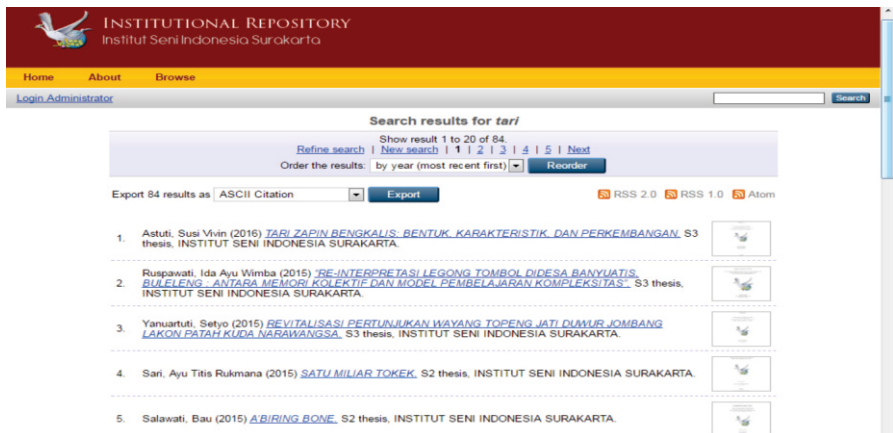 INSTITUTIONAL REPOSITORY
Institut Seni Indonesia Surakarta
Home About Browse
Login Administrator Search
Search results for tari
Show result 1 to 20 of 84.
Refine search | New search | 1 | 2 | 3 | 4 | 5 | Next
Order the results: by year (most recent first) Reorder
Export 84 results as ASCII Citation Export RSS 2.0 RSS 1.0 Atom
1. Astuti, Susi Vivin (2016) TARI ZAPIN BENGKALIS: BENTUK, KARAKTERISTIK, DAN PERKEMBANGAN. S3
thesis, INSTITUT SENI INDONESIA SURAKARTA.
2. Ruspawati, Ida Ayu Wimba (2015) "RE-INTERPRETASI LEGONG TOMBOL DIDESA BANYUATIS,
BULELENG : ANTARA MEMORI KOLEKTIF DAN MODEL PEMBELAJARAN KOMPLEKSITAS". S3 thesis,
INSTITUT SENI INDONESIA SURAKARTA.
3. Yanuartuti, Setyo (2015) REVITALISASI PERTUNJUKAN WAYANG TOPENG JATI DUWUR JOMBANG
LAKON PATAH KUDA NARAWANGSA. S3 thesis, INSTITUT SENI INDONESIA SURAKARTA.
4. Sari, Ayu Titis Rukmana (2015) SATU MILIAR TOKEK. S2 thesis, INSTITUT SENI INDONESIA SURAKARTA.
5. Salawati, Bau (2015) A'BIRING BONE. S2 thesis, INSTITUT SENI INDONESIA SURAKARTA.